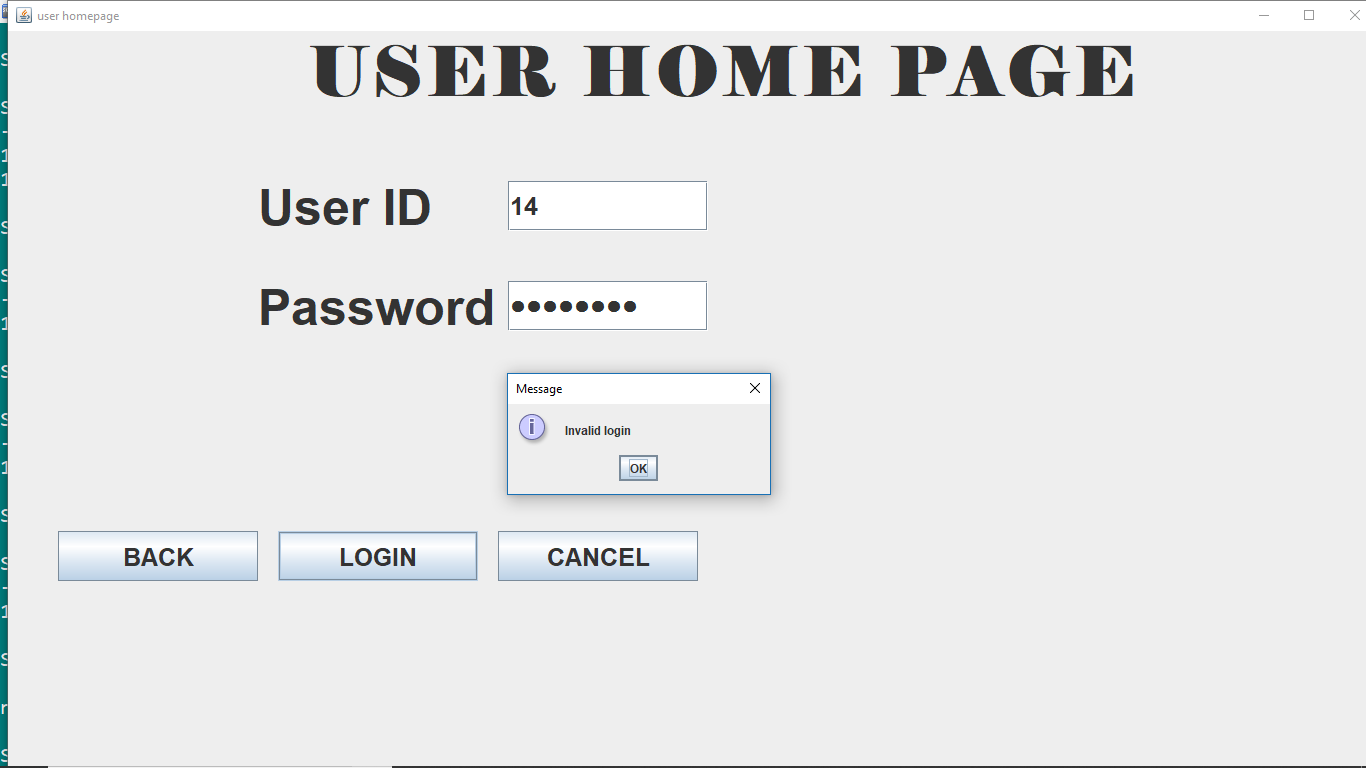 user homepage
USER HOME PAGE
User ID 14
Password ••••••••
Message
Invalid login
OK
BACK LOGIN CANCEL